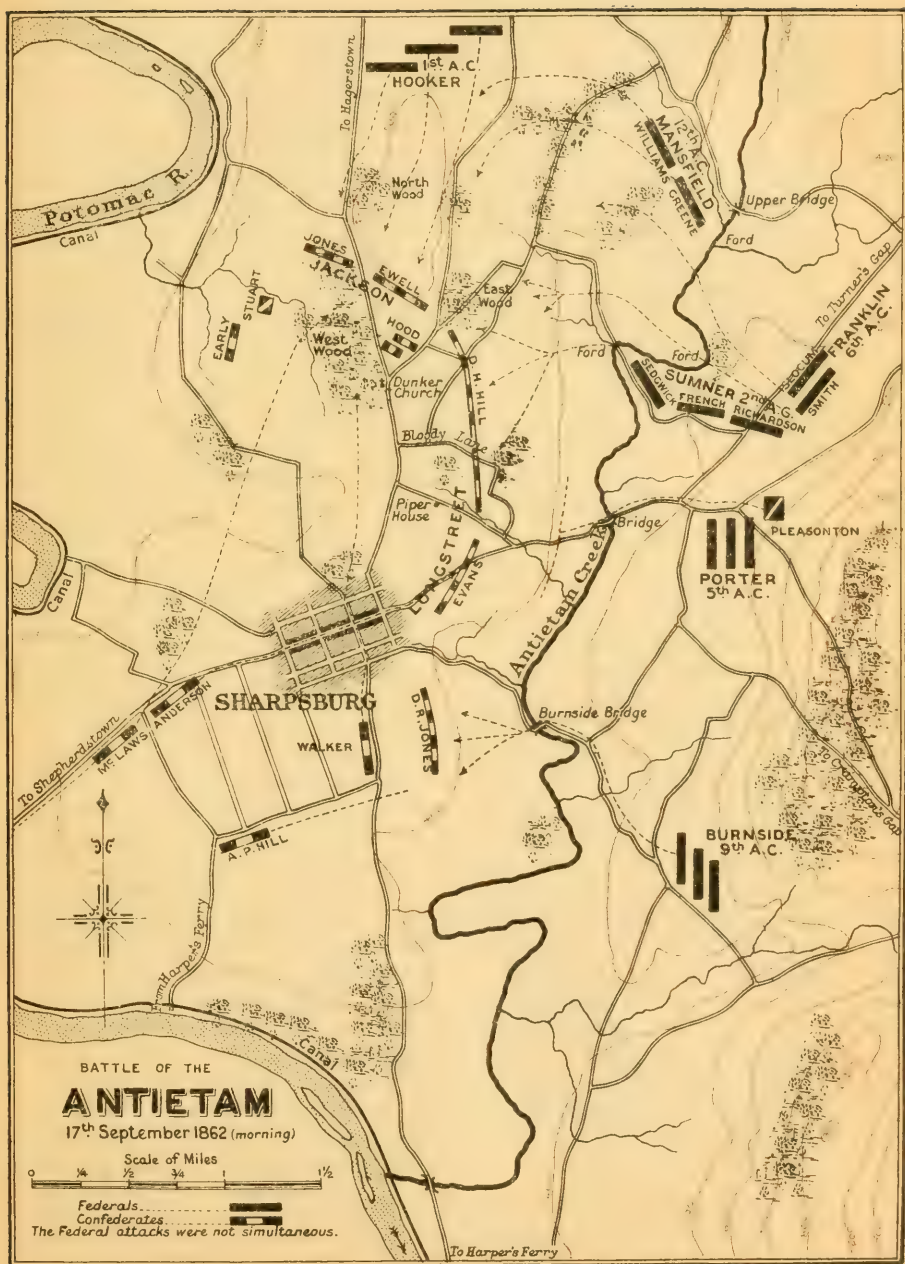 To Hagerstown
1st A.C.
HOOKER
12th A.C.
MANSFIELD
WILLIAMS
GREENE
North Wood
Upper Bridge
Potomac R.
Canal
Ford
To Turner's Gap
JONES
JACKSON
EWELL
STUART
EARLY
HOOD
East Wood
West Wood
Ford
Ford
SLOCUM
FRANKLIN
6th A.C.
SMITH
SUMNER 2nd A.C.
SEDGWICK
FRENCH
RICHARDSON
D.H. HILL
Dunker Church
Bloody Lane
Piper House
LONGSTREET
EVANS
Bridge
PLEASONTON
PORTER
5th A.C.
Antietam Creek
Canal
SHARPSBURG
D.R. JONES
Burnside Bridge
WALKER
ANDERSON
McLAWS
To Shepherdstown
To Crampton's Gap
A.P. HILL
BURNSIDE
9th A.C.
From Harper's Ferry
Canal
BATTLE OF THE
ANTIETAM
17th September 1862 (morning)
Scale of Miles
0 1/4 1/2 3/4 1 1 1/2
Federals
Confederates
The Federal attacks were not simultaneous.
To Harper's Ferry